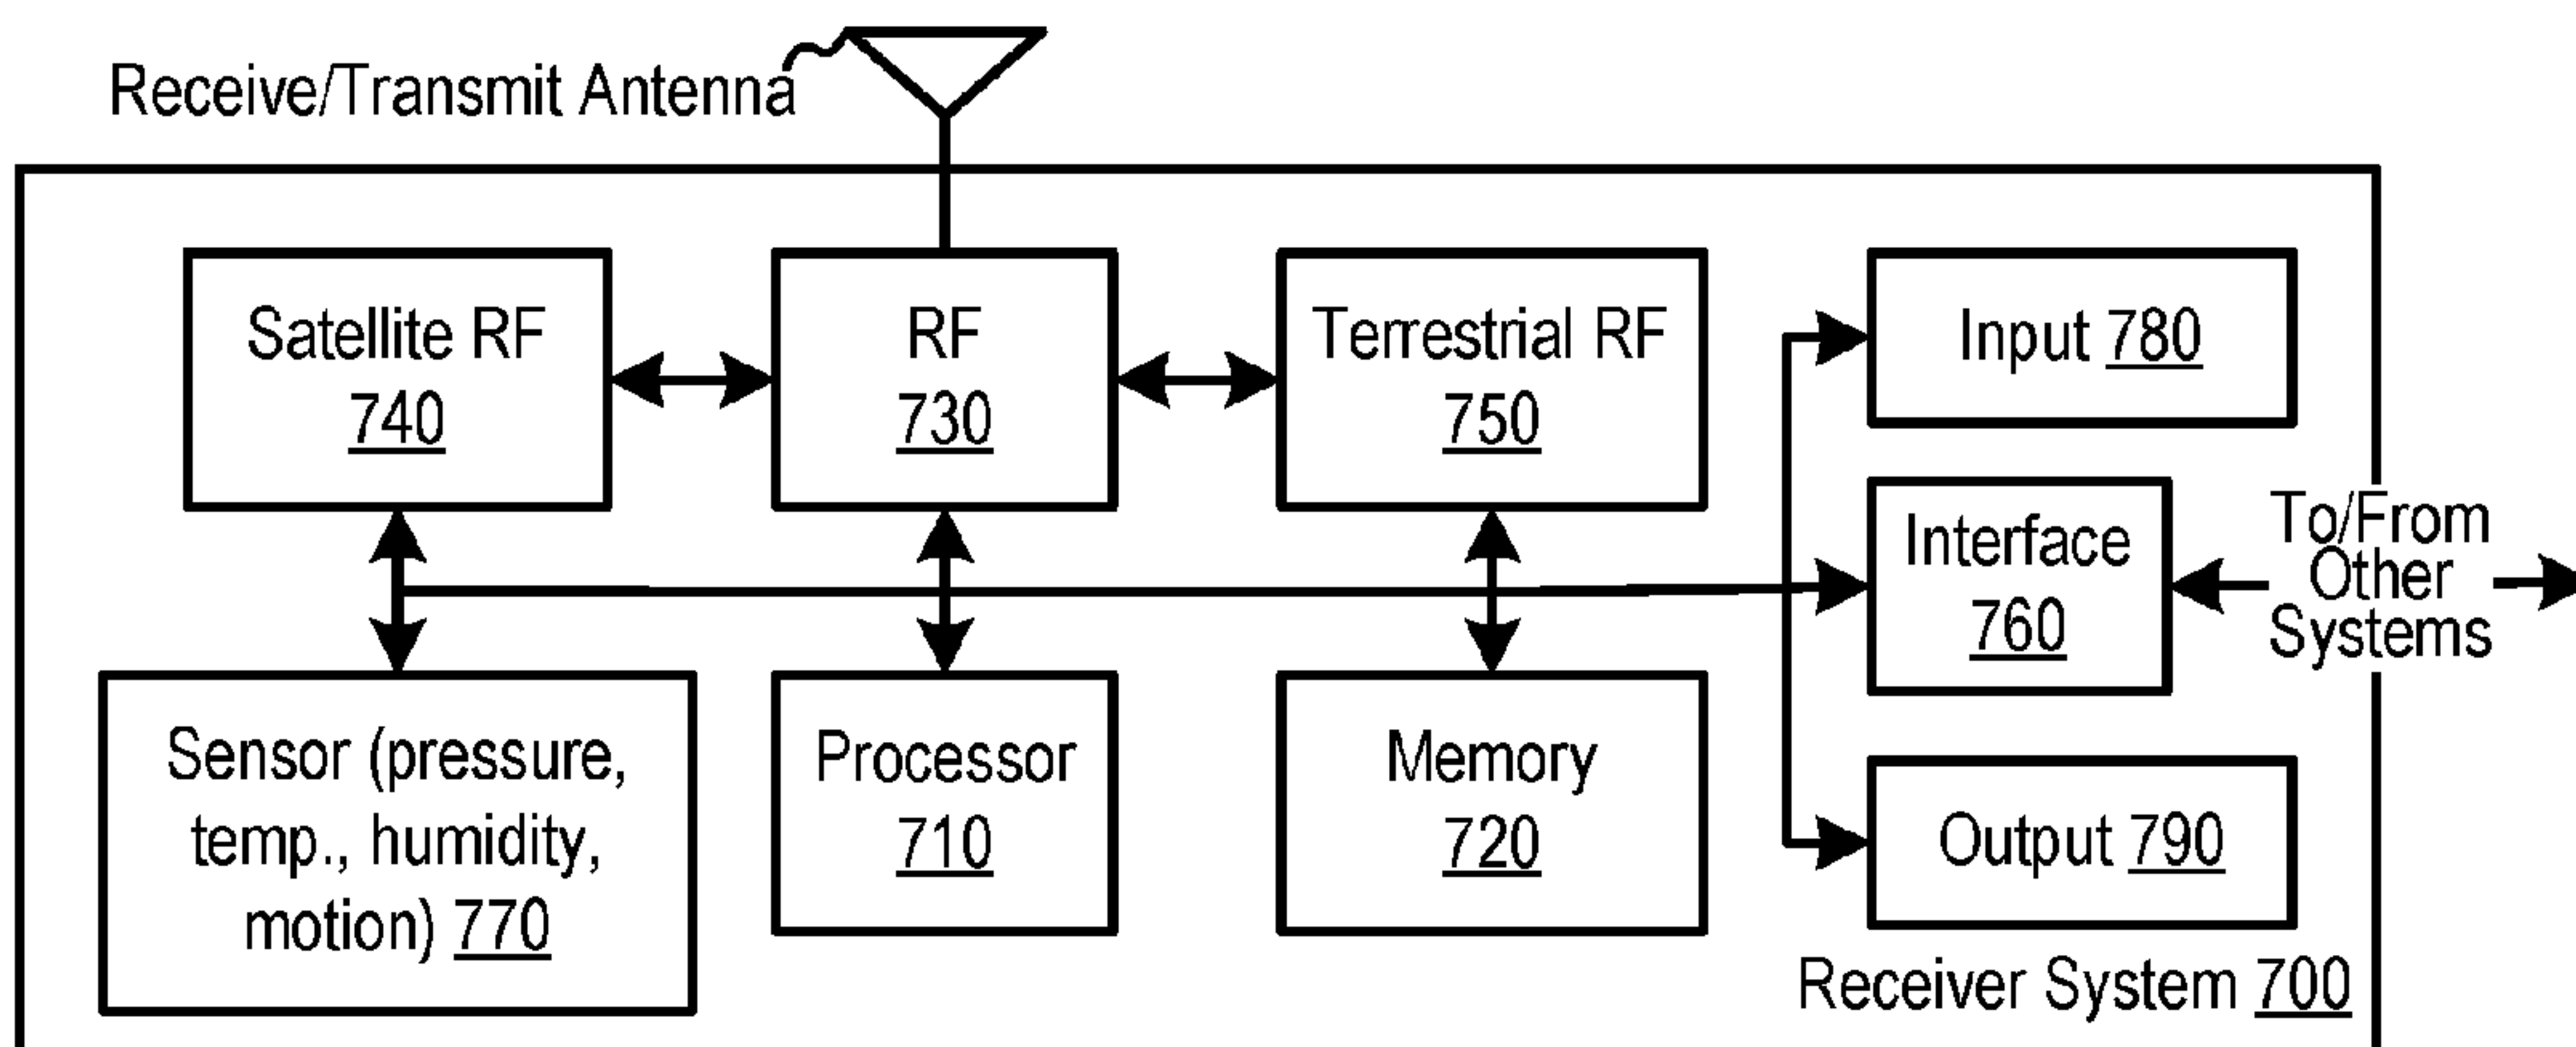 Receive/Transmit Antenna
Satellite RF
740
RF
730
Terrestrial RF
750
Input 780
Interface
760
To/From
Other
Systems
Sensor (pressure,
temp., humidity,
motion) 770
Processor
710
Memory
720
Output 790
Receiver System 700